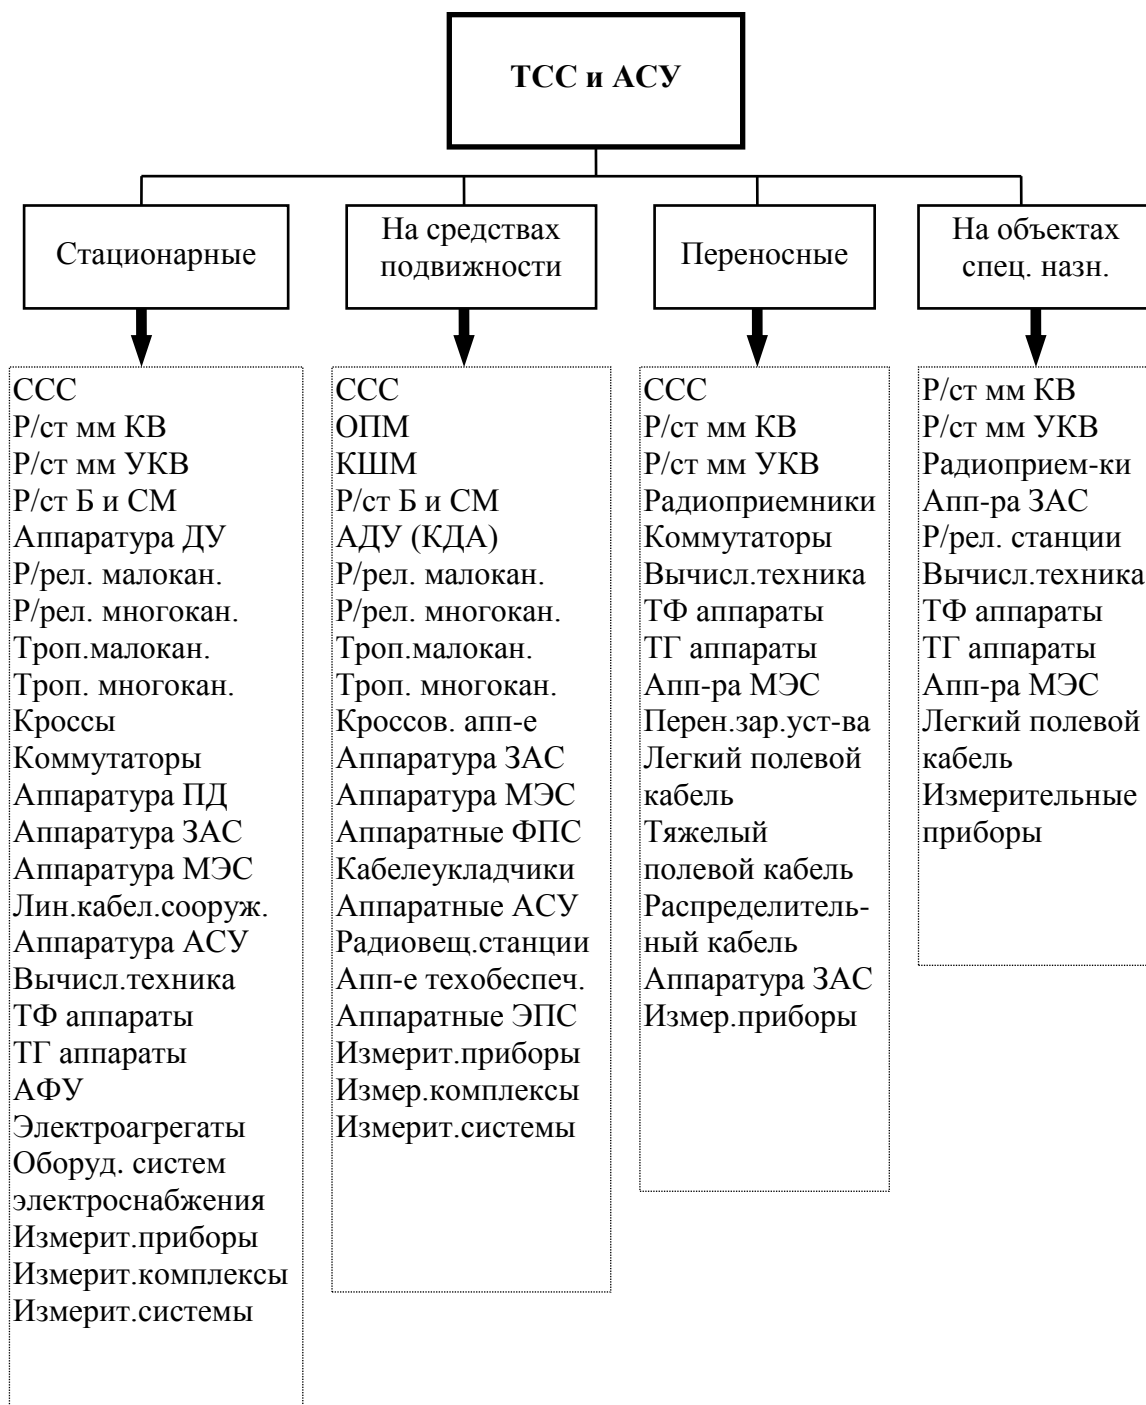 ТСС и АСУ
Стационарные
На средствах
подвижности
Переносные
На объектах
спец. назн.
ССС
Р/ст мм КВ
Р/ст мм УКВ
Р/ст Б и СМ
Аппаратура ДУ
Р/рел. малокан.
Р/рел. многокан.
Троп.малокан.
Троп. многокан.
Кроссы
Коммутаторы
Аппаратура ПД
Аппаратура ЗАС
Аппаратура МЭС
Лин.кабел.сооруж.
Аппаратура АСУ
Вычисл.техника
ТФ аппараты
ТГ аппараты
АФУ
Электроагрегаты
Оборуд. систем
электроснабжения
Измерит.приборы
Измерит.комплексы
Измерит.системы
ССС
ОПМ
КШМ
Р/ст Б и СМ
АДУ (КДА)
Р/рел. малокан.
Р/рел. многокан.
Троп.малокан.
Троп. многокан.
Кроссов. апп-е
Аппаратура ЗАС
Аппаратура МЭС
Аппаратные ФПС
Кабелеукладчики
Аппаратные АСУ
Радиовещ.станции
Апп-е техобеспеч.
Аппаратные ЭПС
Измерит.приборы
Измер.комплексы
Измерит.системы
ССС
Р/ст мм КВ
Р/ст мм УКВ
Радиоприемники
Коммутаторы
Вычисл.техника
ТФ аппараты
ТГ аппараты
Апп-ра МЭС
Перен.зар.уст-ва
Легкий полевой
кабель
Тяжелый
полевой кабель
Распределитель-
ный кабель
Аппаратура ЗАС
Измер.приборы
Р/ст мм КВ
Р/ст мм УКВ
Радиоприем-ки
Апп-ра ЗАС
Р/рел. станции
Вычисл.техника
ТФ аппараты
ТГ аппараты
Апп-ра МЭС
Легкий полевой
кабель
Измерительные
приборы